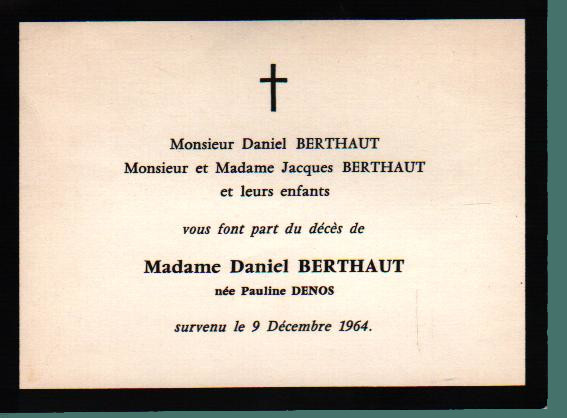 Monsieur Daniel BERTHAUT
Monsieur et Madame Jacques BERTHAUT
et leurs enfants
vous font part du décès de
Madame Daniel BERTHAUT
née Pauline DENOS
survenu le 9 Décembre 1964.